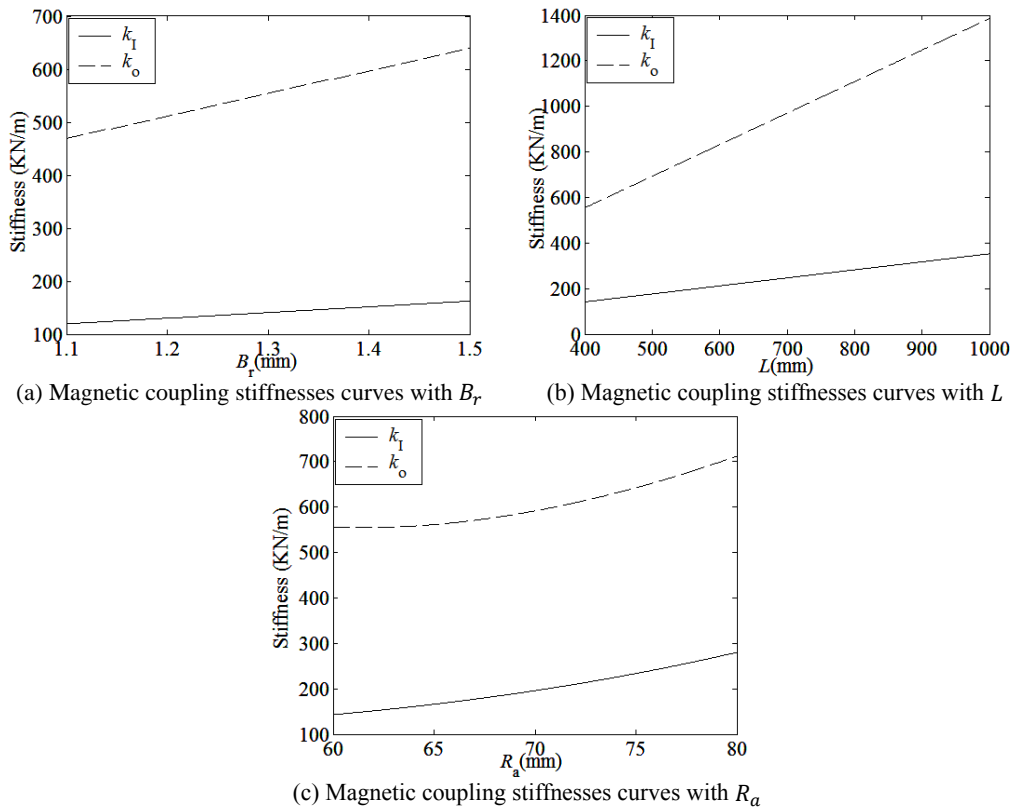 700
600
500
400
300
200
100
Stiffness (KN/m)
k_I
k_o
1.1 1.2 1.3 1.4 1.5
B_r(mm)
(a) Magnetic coupling stiffnesses curves with B_r
1400
1200
1000
800
600
400
200
0
Stiffness (KN/m)
k_I
k_o
400 500 600 700 800 900 1000
L(mm)
(b) Magnetic coupling stiffnesses curves with L
800
700
600
500
400
300
200
100
Stiffness (KN/m)
k_I
k_o
60 65 70 75 80
R_a(mm)
(c) Magnetic coupling stiffnesses curves with R_a